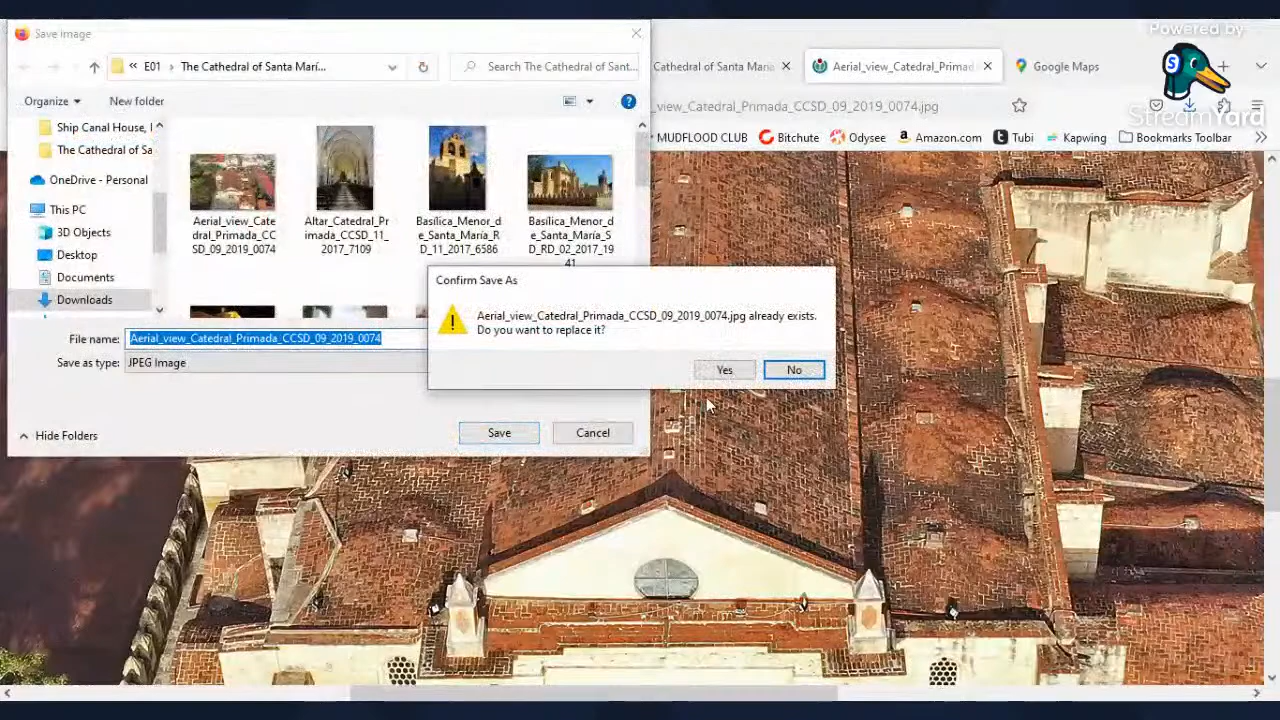 Powered by
StreamYard
Save Image
E01
The Cathedral of Santa Marí...
Search The Cathedral of Sant...
Organize
New folder
Ship Canal House, I
The Cathedral of Sa
OneDrive - Personal
This PC
3D Objects
Desktop
Documents
Downloads
Aerial_view_Cate
dral_Primada_CC
SD_09_2019_0074
Altar_Catedral_Pr
imada_CCSD_11_
2017_7109
Basílica_Menor_d
e_Santa_María_R
D_11_2017_6586
Basílica_Menor_d
e_Santa_María_S
D_RD_02_2017_19
41
File name:
Aerial_view_Catedral_Primada_CCSD_09_2019_0074
Save as type:
JPEG Image
Hide Folders
Save
Cancel
Confirm Save As
Aerial_view_Catedral_Primada_CCSD_09_2019_0074.jpg already exists.
Do you want to replace it?
Yes
No
Cathedral of Santa María
Aerial_view_Catedral_Primad
Google Maps
_view_Catedral_Primada_CCSD_09_2019_0074.jpg
MUDFLOOD CLUB
Bitchute
Odysee
Amazon.com
Tubi
Kapwing
Bookmarks Toolbar